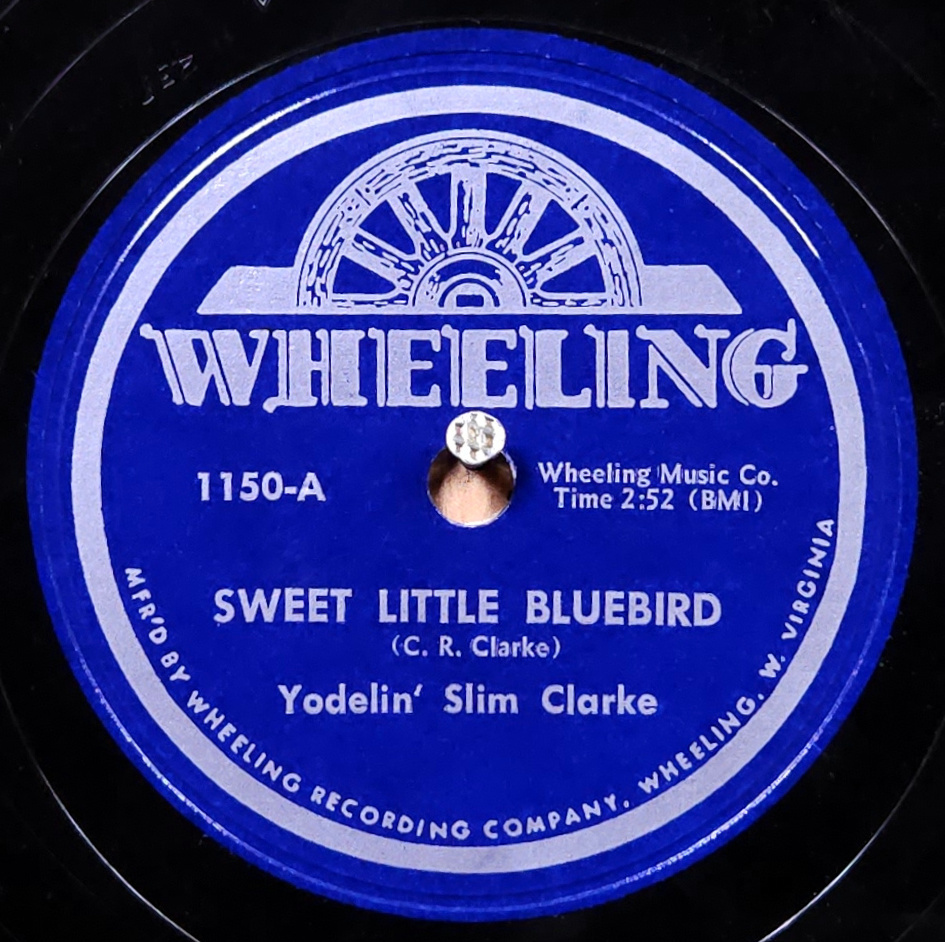 WHEELING
1150-A
Wheeling Music Co.
Time 2:52 (BMI)
SWEET LITTLE BLUEBIRD
(C. R. Clarke)
Yodelin' Slim Clarke
MFR'D BY WHEELING RECORDING COMPANY, WHEELING, W. VIRGINIA